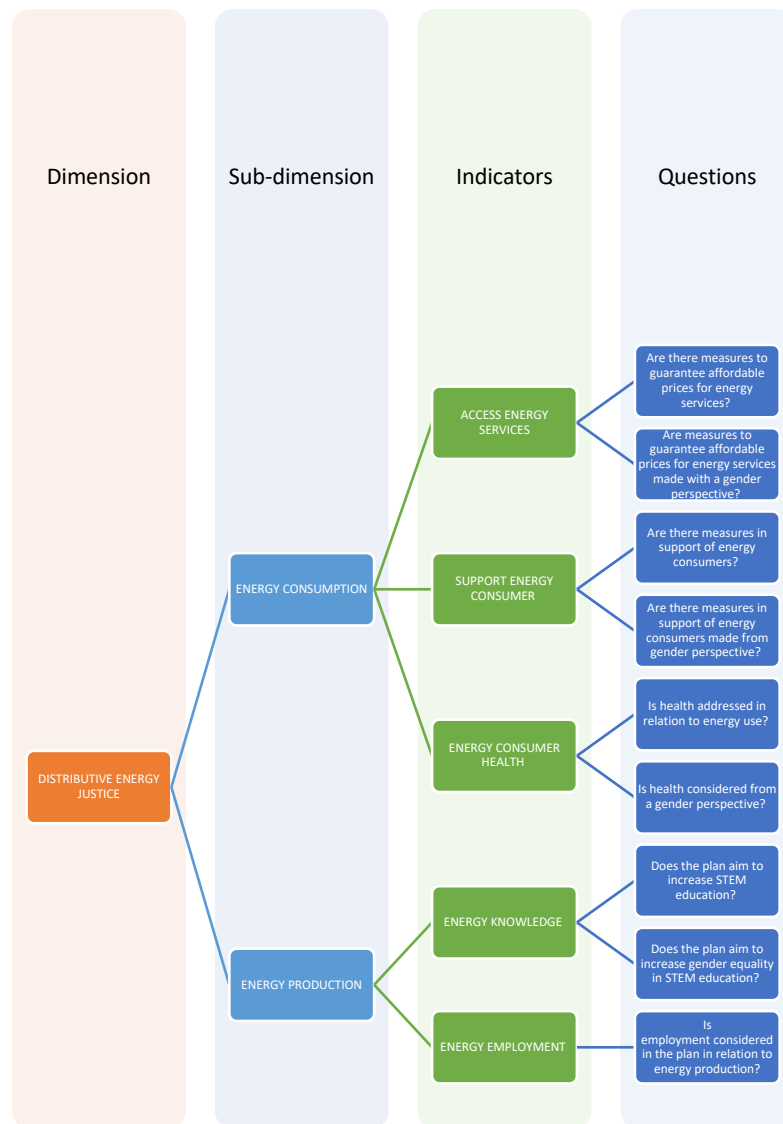 Dimension
Sub-dimension
Indicators
Questions
DISTRIBUTIVE ENERGY
JUSTICE
ENERGY CONSUMPTION
ENERGY PRODUCTION
ACCESS ENERGY
SERVICES
SUPPORT ENERGY
CONSUMER
ENERGY CONSUMER
HEALTH
ENERGY KNOWLEDGE
ENERGY EMPLOYMENT
Are there measures to
guarantee affordable
prices for energy
services?
Are measures to
guarantee affordable
prices for energy services
made with a gender
perspective?
Are there measures in
support of energy
consumers?
Are there measures in
support of energy
consumers made from
gender perspective?
Is health addressed in
relation to energy use?
Is health considered from
a gender perspective?
Does the plan aim to
increase STEM
education?
Does the plan aim to
increase gender equality
in STEM education?
Is
employment considered
in the plan in relation to
energy production?